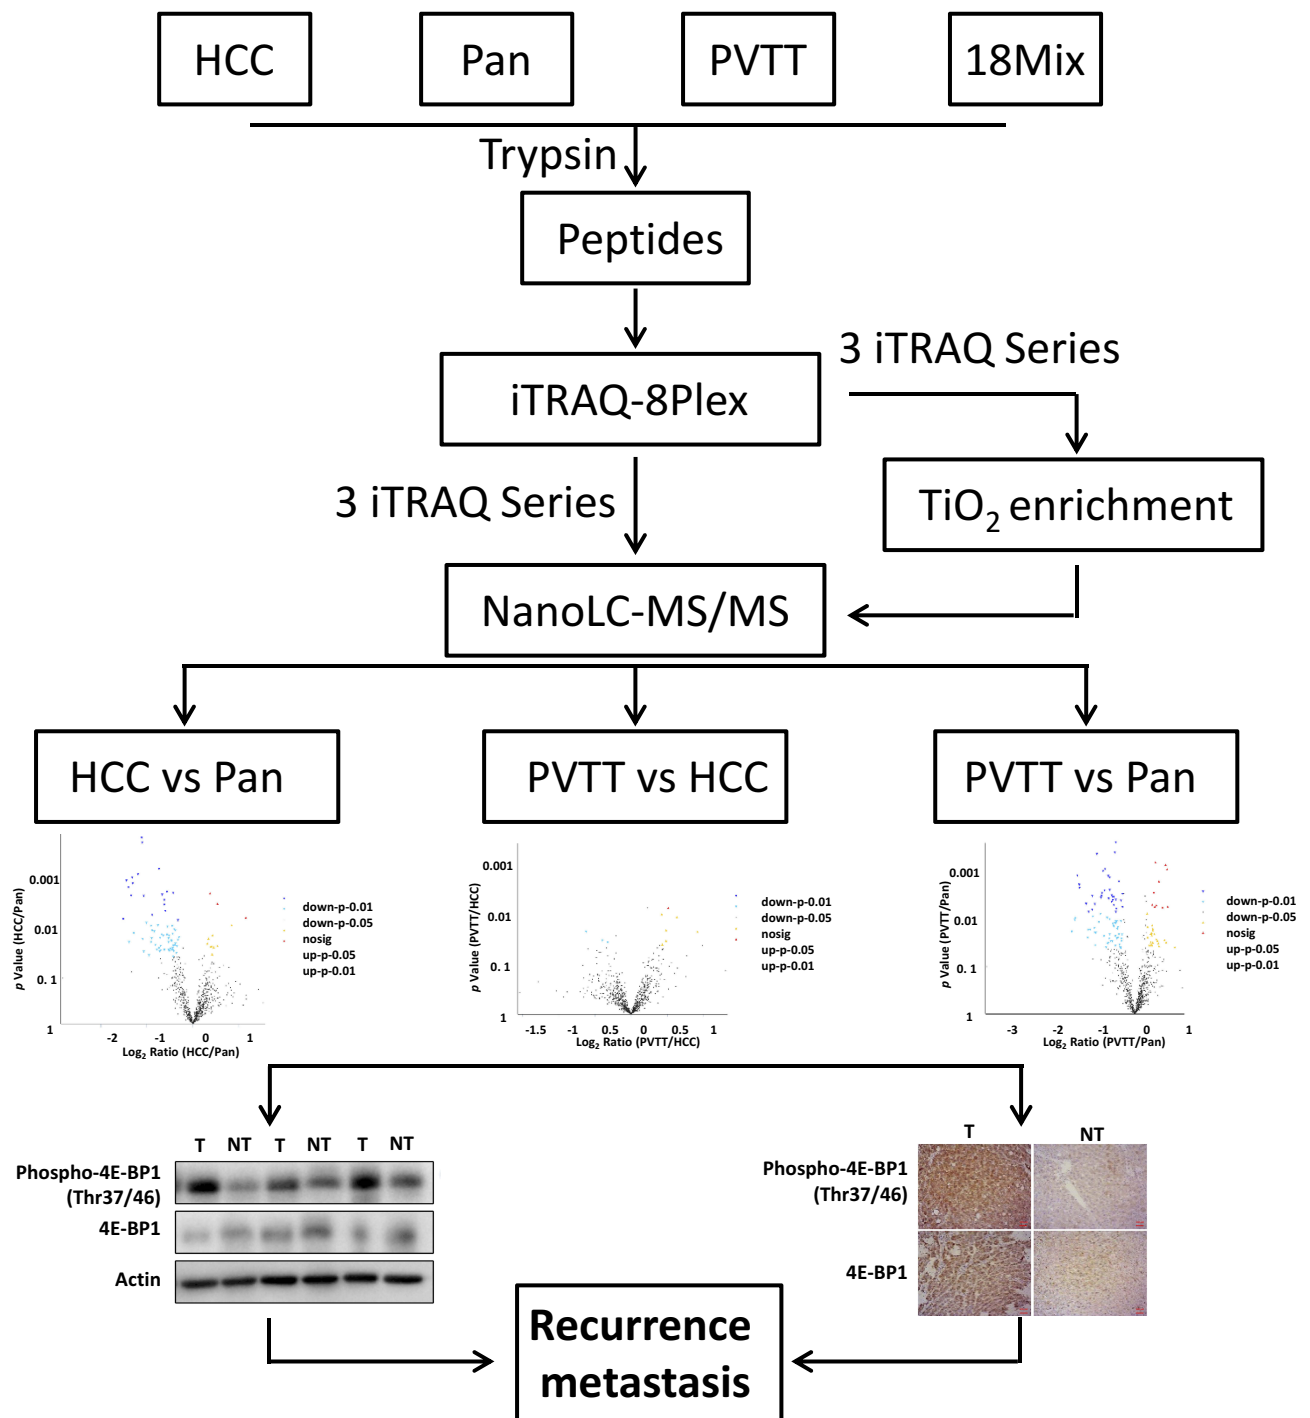 HCC
Pan
PVTT
18Mix
Trypsin
Peptides
3 iTRAQ Series
iTRAQ-8Plex
3 iTRAQ Series
TiO₂ enrichment
NanoLC-MS/MS
HCC vs Pan
PVTT vs HCC
PVTT vs Pan
p Value (HCC/Pan)
0.001
0.01
0. 1
1
-2
-1
0
1
Log₂ Ratio (HCC/Pan)
down-p-0.01
down-p-0.05
nosig
up-p-0.05
up-p-0.01
p Value (PVTT/HCC)
0.001
0.01
0. 1
1
-1.5
-1
-0.5
0
0.5
1
Log₂ Ratio (PVTT/HCC)
down-p-0.01
down-p-0.05
nosig
up-p-0.05
up-p-0.01
p Value (PVTT/Pan)
0.001
0.01
0. 1
1
-3
-2
-1
0
1
Log₂ Ratio (PVTT/Pan)
down-p-0.01
down-p-0.05
nosig
up-p-0.05
up-p-0.01
T NT T NT T NT
Phospho-4E-BP1
(Thr37/46)
4E-BP1
Actin
T NT
Phospho-4E-BP1
(Thr37/46)
4E-BP1
Recurrence
metastasis